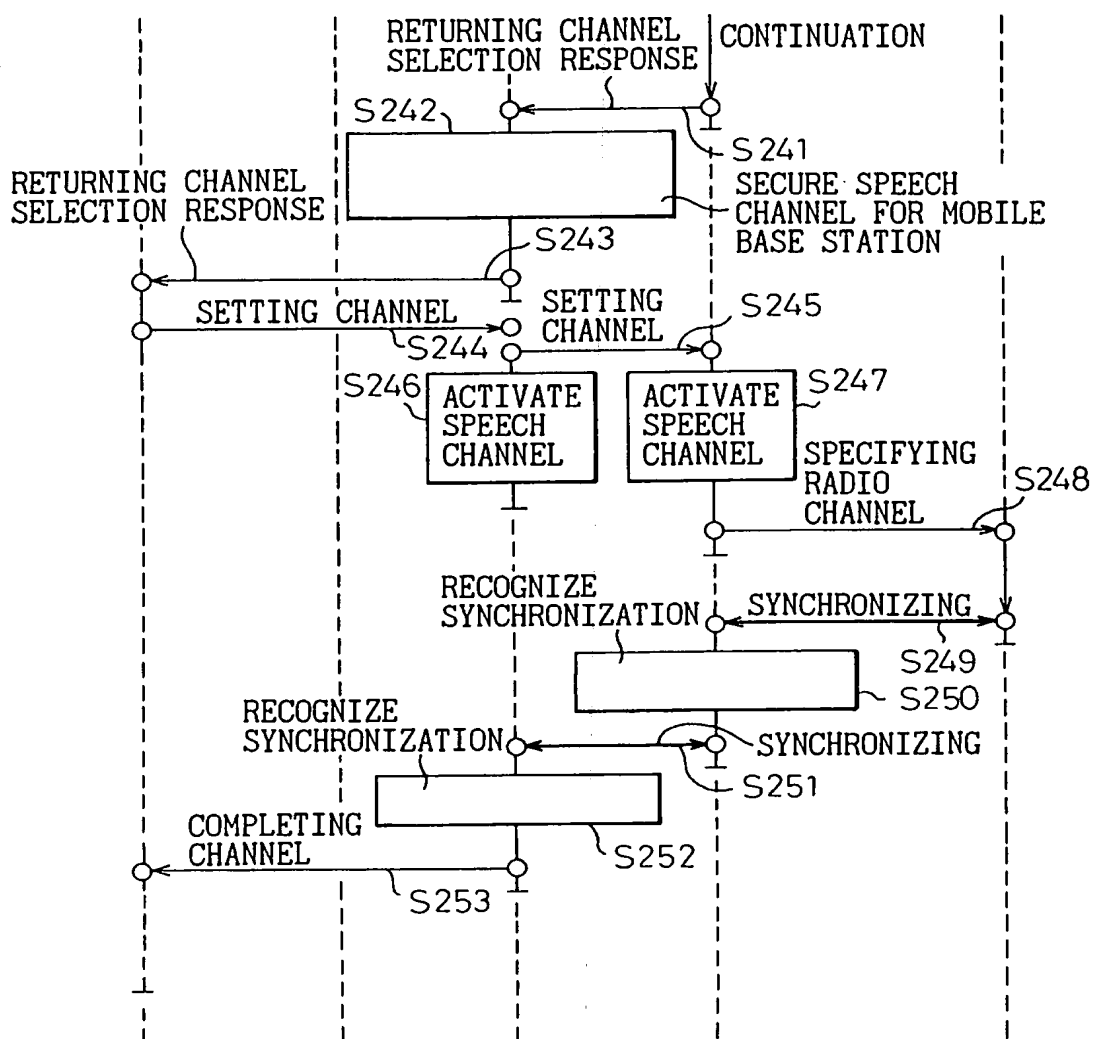 RETURNING CHANNEL
SELECTION RESPONSE
CONTINUATION
S242
S241
RETURNING CHANNEL
SELECTION RESPONSE
SECURE SPEECH
CHANNEL FOR MOBILE
BASE STATION
S243
SETTING CHANNEL
SETTING
CHANNEL
S245
S244
S246
ACTIVATE
SPEECH
CHANNEL
ACTIVATE
SPEECH
CHANNEL
S247
SPECIFYING
RADIO
CHANNEL
S248
RECOGNIZE
SYNCHRONIZATION
SYNCHRONIZING
S249
S250
RECOGNIZE
SYNCHRONIZATION
SYNCHRONIZING
S251
COMPLETING
CHANNEL
S252
S253